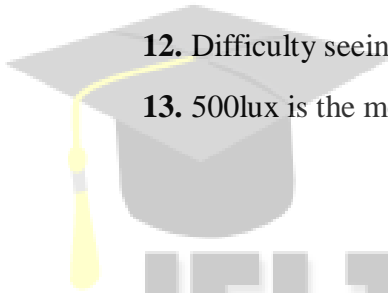 12. Difficulty seein
13. 500lux is the m